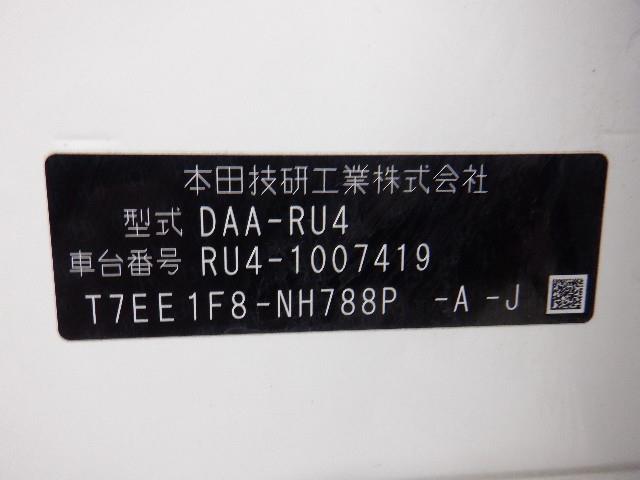 本田技研工業株式会社
型式 DAA-RU4
車台番号 RU4-1007419
T7EE1F8-NH788P -A -J